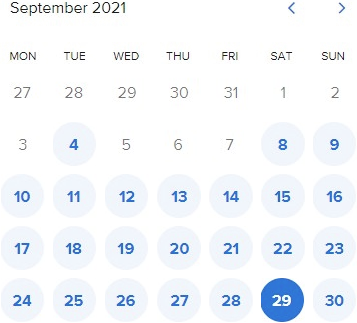 September 2021
MON TUE WED THU FRI SAT SUN
27 28 29 30 31 1 2
3 4 5 6 7 8 9
10 11 12 13 14 15 16
17 18 19 20 21 22 23
24 25 26 27 28 29 30